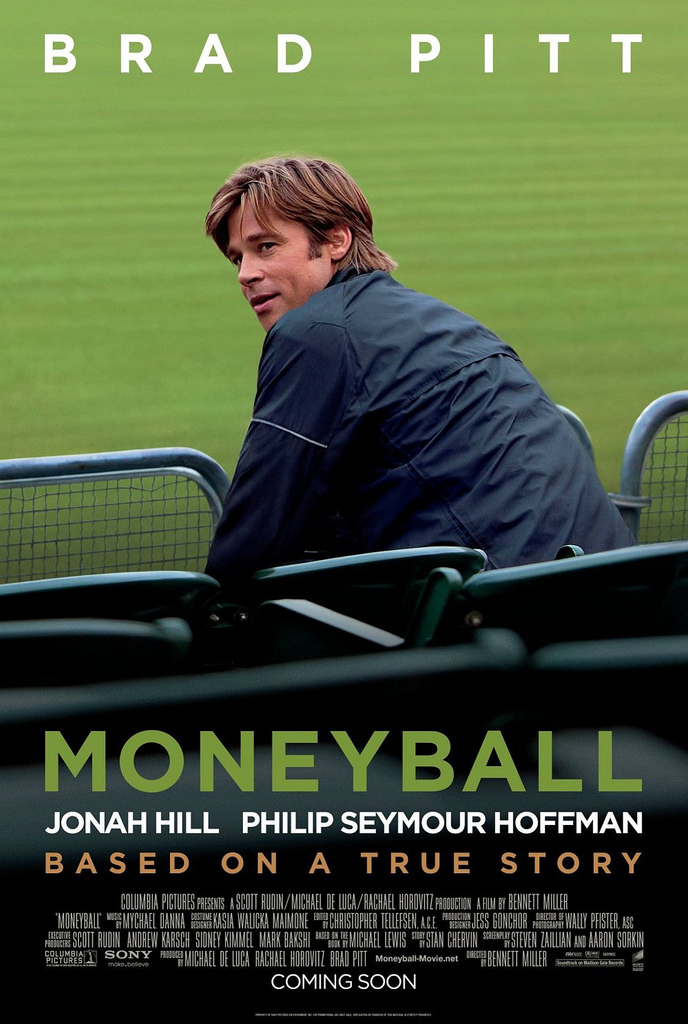 BRAD PITT
MONEYBALL
JONAH HILL PHILIP SEYMOUR HOFFMAN
BASED ON A TRUE STORY
COLUMBIA PICTURES PRESENTS A SCOTT RUDIN/MICHAEL DE LUCA/RACHAEL HOROVITZ PRODUCTION A FILM BY BENNETT MILLER
"MONEYBALL" MUSIC BY MYCHAEL DANNA COSTUME DESIGNER KASIA WALICKA MAIMONE EDITED BY CHRISTOPHER TELLEFSEN, A.C.E. PRODUCTION DESIGNER JESS GONCHOR DIRECTOR OF PHOTOGRAPHY WALLY PFISTER, ASC
EXECUTIVE PRODUCERS SCOTT RUDIN ANDREW KARSCH SIDNEY KIMMEL MARK BAKSHI BASED ON THE BOOK BY MICHAEL LEWIS STORY BY STAN CHERVIN SCREENPLAY BY STEVEN ZAILLIAN AND AARON SORKIN
COLUMBIA PICTURES SONY make.believe PRODUCED BY MICHAEL DE LUCA RACHAEL HOROVITZ BRAD PITT Moneyball-Movie.net DIRECTED BY BENNETT MILLER
Soundtrack on Madison Gate Records
COMING SOON